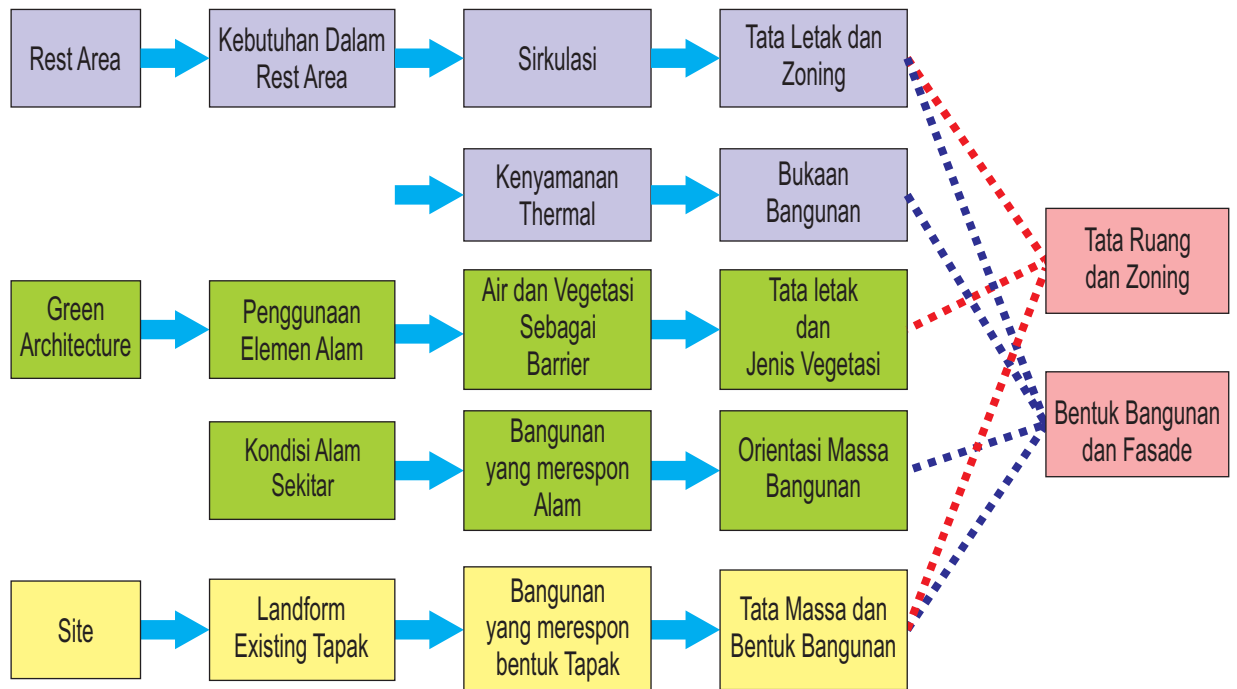 Rest Area
Kebutuhan Dalam
Rest Area
Sirkulasi
Tata Letak dan
Zoning
Kenyamanan
Thermal
Bukaan
Bangunan
Tata Ruang
dan Zoning
Green
Architecture
Penggunaan
Elemen Alam
Air dan Vegetasi
Sebagai
Barrier
Tata letak
dan
Jenis Vegetasi
Bentuk Bangunan
dan Fasade
Kondisi Alam
Sekitar
Bangunan
yang merespon
Alam
Orientasi Massa
Bangunan
Site
Landform
Existing Tapak
Bangunan
yang merespon
bentuk Tapak
Tata Massa dan
Bentuk Bangunan